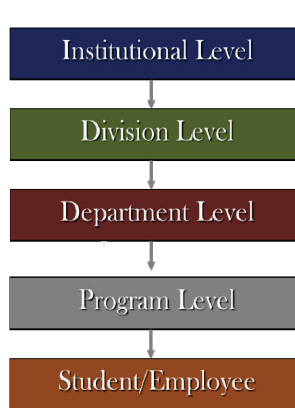 Institutional Level
Division Level
Department Level
Program Level
Student/Employee